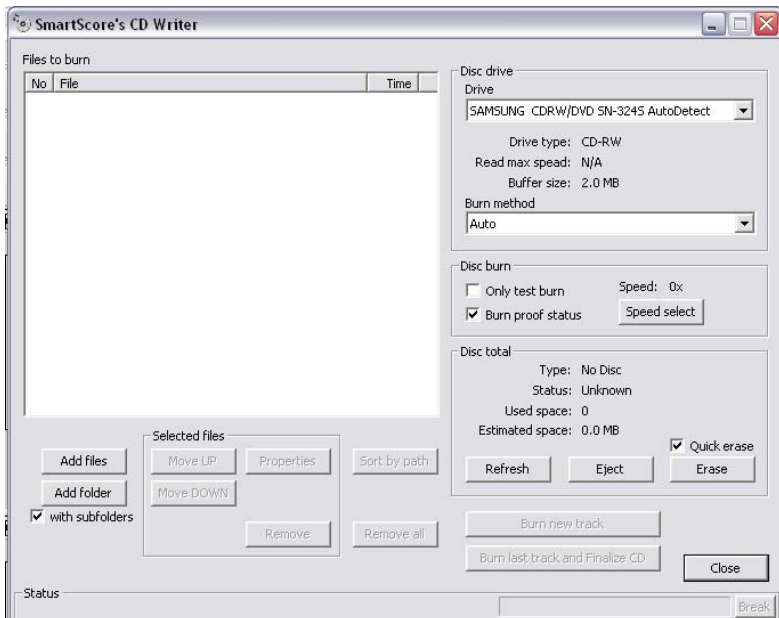 SmartScore's CD Writer
Files to burn
No File Time
Disc drive
Drive
SAMSUNG CDRW/DVD SN-324S AutoDetect
Drive type: CD-RW
Read max spead: N/A
Buffer size: 2.0 MB
Burn method
Auto
Disc burn
Only test burn
Speed: 0x
Burn proof status
Speed select
Disc total
Type: No Disc
Status: Unknown
Used space: 0
Estimated space: 0.0 MB
Quick erase
Refresh Eject Erase
Selected files
Add files Move UP Properties Sort by path
Add folder Move DOWN
with subfolders
Remove Remove all
Burn new track
Burn last track and Finalize CD
Close
Status
Break